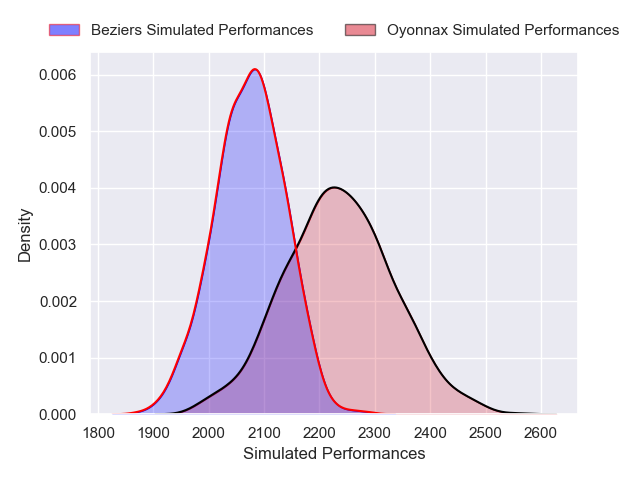 Beziers Simulated Performances Oyonnax Simulated Performances
0.006
0.005
0.004
0.003
0.002
0.001
0.000
Density
1800 1900 2000 2100 2200 2300 2400 2500 2600
Simulated Performances